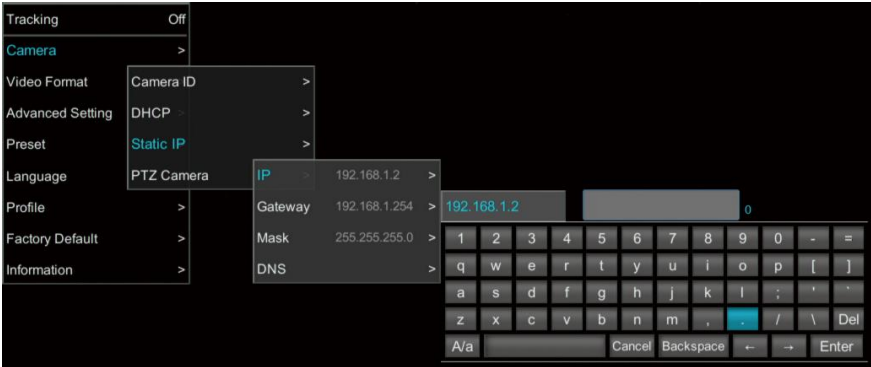 Tracking Off
Camera >
Video Format
Advanced Setting
Preset
Language
Profile >
Factory Default >
Information >
Camera ID >
DHCP > >
Static IP >
PTZ Camera
IP > 192.168.1.2 >
Gateway 192.168.1.254 >
Mask 255.255.255.0 >
DNS >
192.168.1.2 0
1 2 3 4 5 6 7 8 9 0 - =
q w e r t y u i o p [ ]
a s d f g h j k l ; ' `
z x c v b n m , . / \ Del
A/a Cancel Backspace ← → Enter